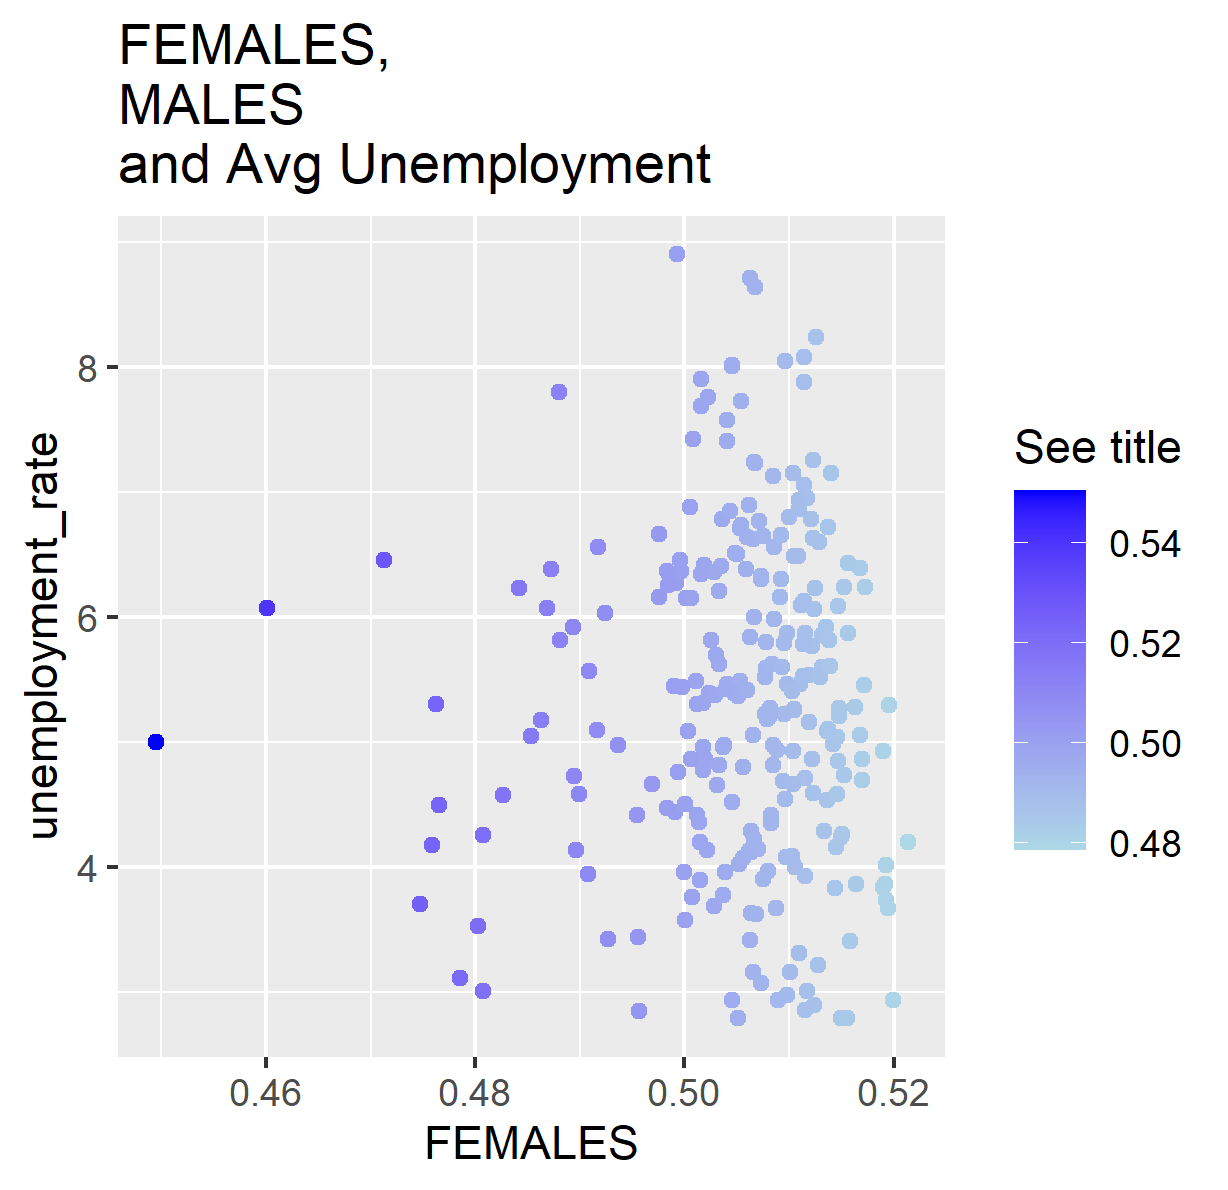 FEMALES,
MALES
and Avg Unemployment
8
6
4
unemployment_rate
0.46
0.48
0.50
0.52
FEMALES
See title
0.54
0.52
0.50
0.48